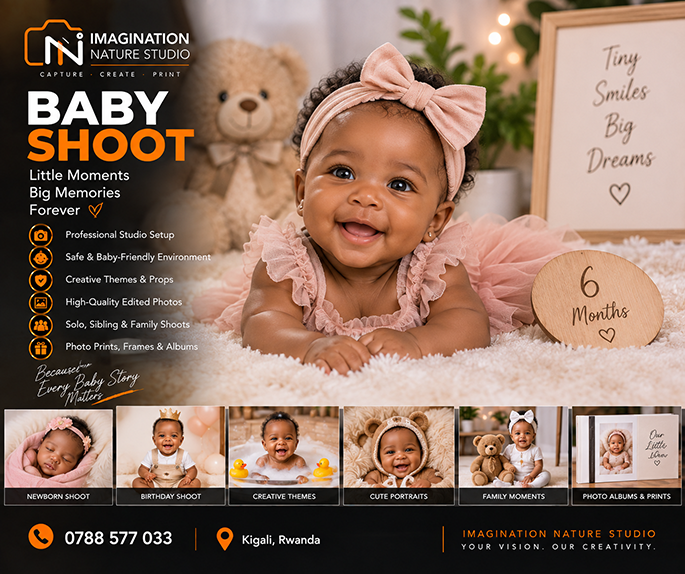 IMAGINATION
NATURE STUDIO
CAPTURE · CREATE · PRINT
BABY
SHOOT
Little Moments
Big Memories
Forever
Professional Studio Setup
Safe & Baby-Friendly Environment
Creative Themes & Props
High-Quality Edited Photos
Solo, Sibling & Family Shoots
Photo Prints, Frames & Albums
Because
Every Baby Story
Matters
Tiny
Smiles
Big
Dreams
6
Months
NEWBORN SHOOT
BIRTHDAY SHOOT
CREATIVE THEMES
CUTE PORTRAITS
FAMILY MOMENTS
Our
Little
PHOTO ALBUMS & PRINTS
0788 577 033
Kigali, Rwanda
IMAGINATION NATURE STUDIO
YOUR VISION. OUR CREATIVITY.